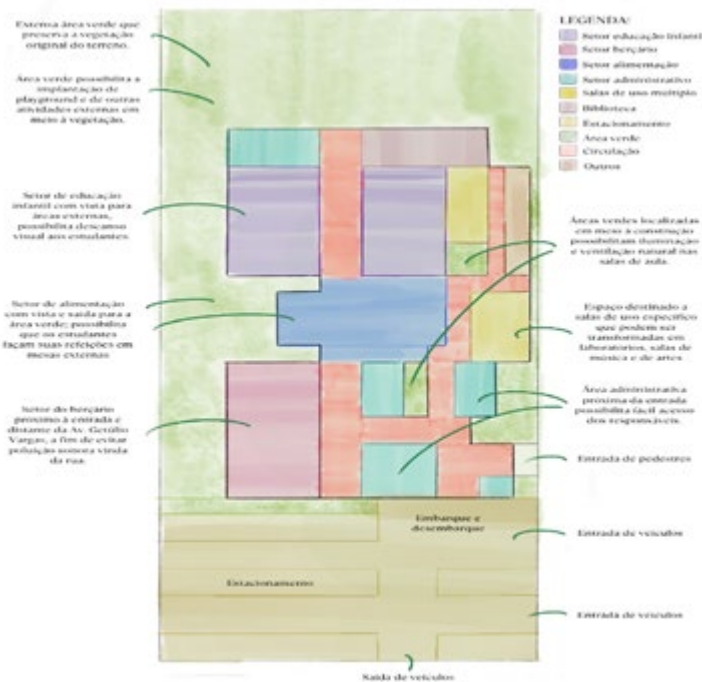 Extensa área verde que
preserva a vegetação
original do terreno.
Área verde possibilita a
implantação de
playground e de outras
atividades externas em
meio à vegetação.
Setor de educação
infantil com vista para
áreas externas,
possibilita descanso
visual aos estudantes
Setor de alimentação
com vista e saída para a
área verde; possibilita
que os estudantes
façam suas refeições em
mesas externas
Setor do berçário
próximo à entrada e
distante da Av. Getúlio
Vargas, a fim de evitar
poluição sonora vinda
da rua.
LEGENDA:
Setor educação infantil
Setor berçário
Setor alimentação
Setor administrativo
Salas de uso múltiplo
Biblioteca
Estacionamento
Área verde
Circulação
Outros
Áreas verdes localizadas
em meio à construção
possibilitam iluminação
e ventilação natural nas
salas de aula.
Espaço destinado a
salas de uso específico
que podem ser
transformadas em
laboratórios, salas de
música e de artes
Área administrativa
próxima da entrada
possibilita fácil acesso
dos responsáveis.
Entrada de pedestres
Entrada de veículos
Entrada de veículos
Embarque e
desembarque
Estacionamento
Saída de veículos